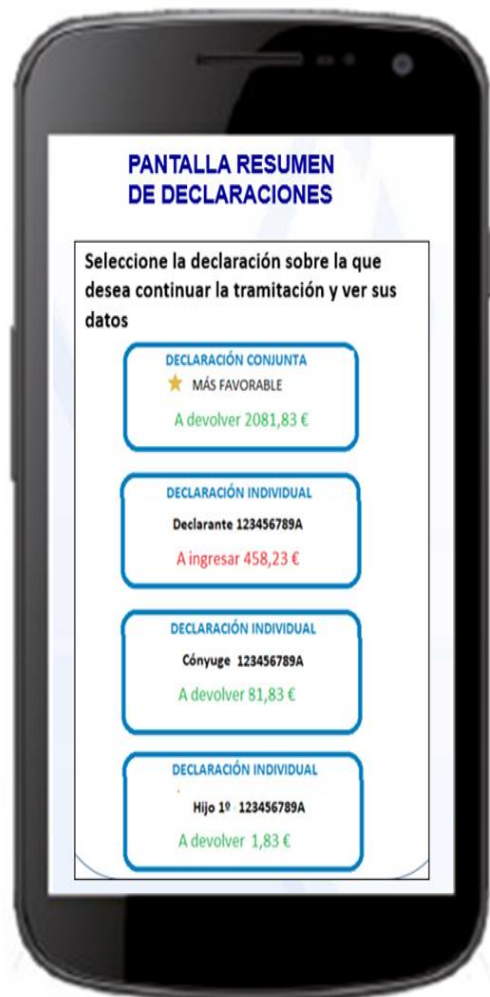 PANTALLA RESUMEN
DE DECLARACIONES
Seleccione la declaración sobre la que
desea continuar la tramitación y ver sus
datos
DECLARACIÓN CONJUNTA
MÁS FAVORABLE
A devolver 2081,83 €
DECLARACIÓN INDIVIDUAL
Declarante 123456789A
A ingresar 458,23 €
DECLARACIÓN INDIVIDUAL
Cónyuge 123456789A
A devolver 81,83 €
DECLARACIÓN INDIVIDUAL
Hijo 1º 123456789A
A devolver 1,83 €